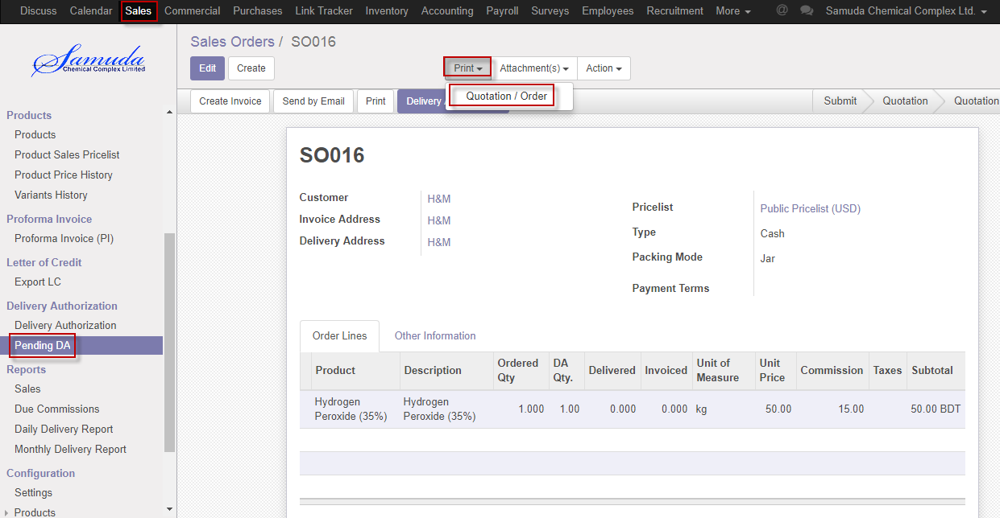 Discuss Calendar Sales Commercial Purchases Link Tracker Inventory Accounting Payroll Surveys Employees Recruitment More @ Samuda Chemical Complex Ltd.
Samuda
Chemical Complex Limited
Products
Products
Product Sales Pricelist
Product Price History
Variants History
Proforma Invoice
Proforma Invoice (PI)
Letter of Credit
Export LC
Delivery Authorization
Delivery Authorization
Pending DA
Reports
Sales
Due Commissions
Daily Delivery Report
Monthly Delivery Report
Configuration
Settings
Products
Sales Orders / SO016
Edit Create Print Attachment(s) Action
Quotation / Order
Create Invoice Send by Email Print Delivery Submit Quotation Quotation
SO016
Customer H&M
Invoice Address H&M
Delivery Address H&M
Pricelist Public Pricelist (USD)
Type Cash
Packing Mode Jar
Payment Terms
Order Lines Other Information
Product Description Ordered Qty DA Qty. Delivered Invoiced Unit of Measure Unit Price Commission Taxes Subtotal
Hydrogen Peroxide (35%) Hydrogen Peroxide (35%) 1.000 1.00 0.000 0.000 kg 50.00 15.00 50.00 BDT